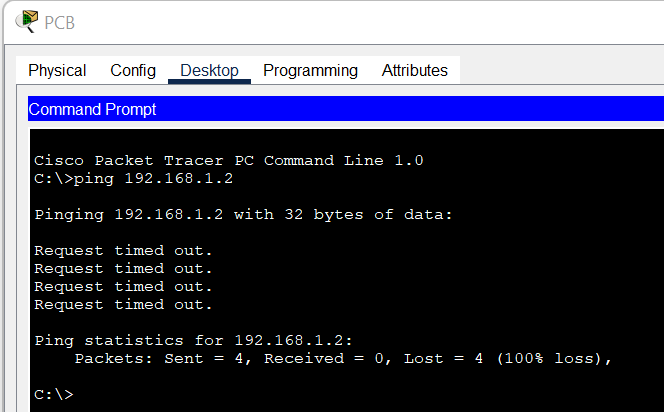 PCB
Physical Config Desktop Programming Attributes
Command Prompt
Cisco Packet Tracer PC Command Line 1.0
C:\>ping 192.168.1.2
Pinging 192.168.1.2 with 32 bytes of data:
Request timed out.
Request timed out.
Request timed out.
Request timed out.
Ping statistics for 192.168.1.2:
    Packets: Sent = 4, Received = 0, Lost = 4 (100% loss),
C:\>